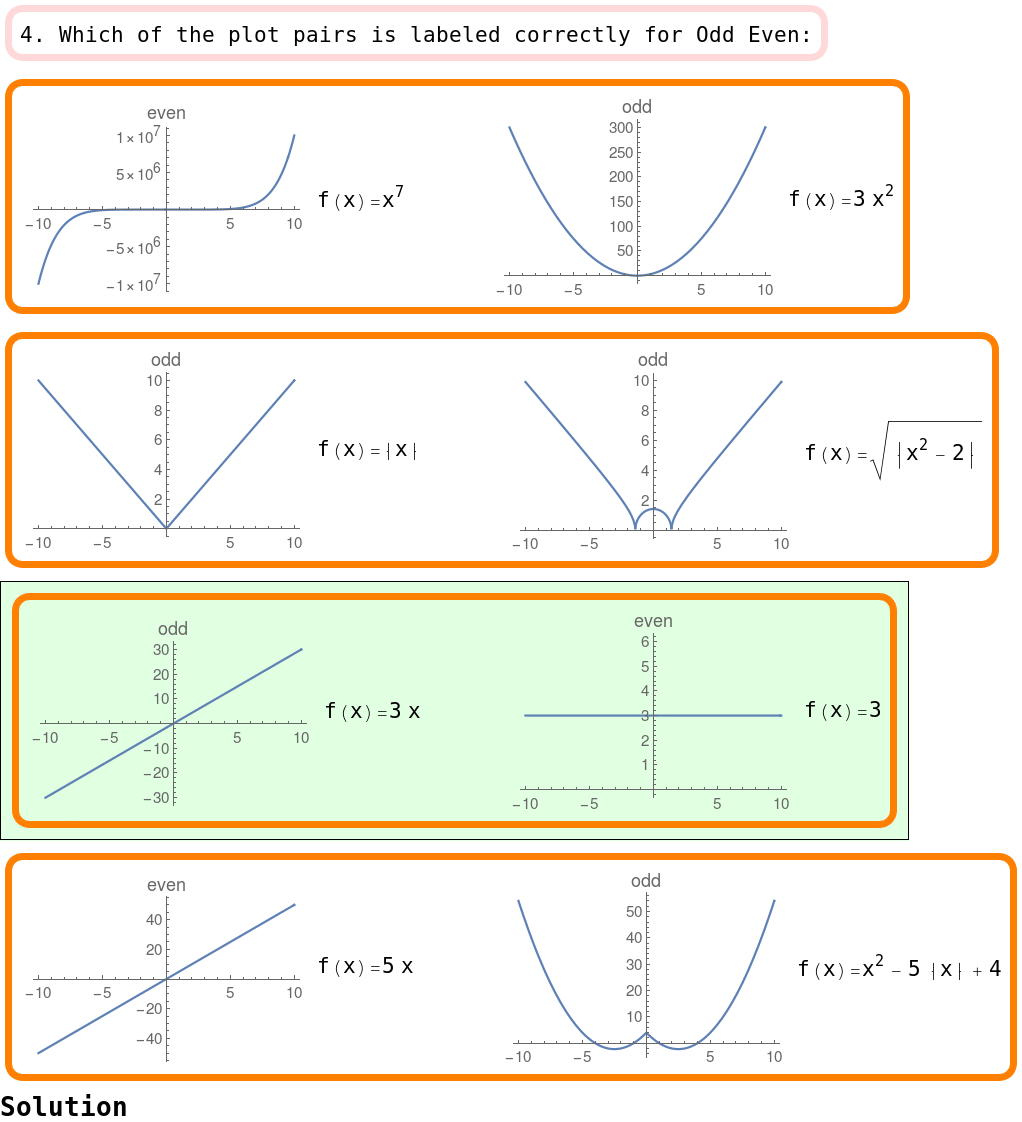 4. Which of the plot pairs is labeled correctly for Odd Even:
even
1×10^7
5×10^6
−10 −5 5 10
−5×10^6
−1×10^7
f(x)=x^7
odd
300
250
200
150
100
50
−10 −5 5 10
f(x)=3 x^2
odd
10
8
6
4
2
−10 −5 5 10
f(x)=|x|
odd
10
8
6
4
2
−10 −5 5 10
f(x)=√|x^2 − 2|
odd
30
20
10
−10 −5 5 10
−10
−20
−30
f(x)=3 x
even
6
5
4
3
2
1
−10 −5 5 10
f(x)=3
even
40
20
−10 −5 5 10
−20
−40
f(x)=5 x
odd
50
40
30
20
10
−10 −5 5 10
f(x)=x^2 − 5 |x| + 4
Solution